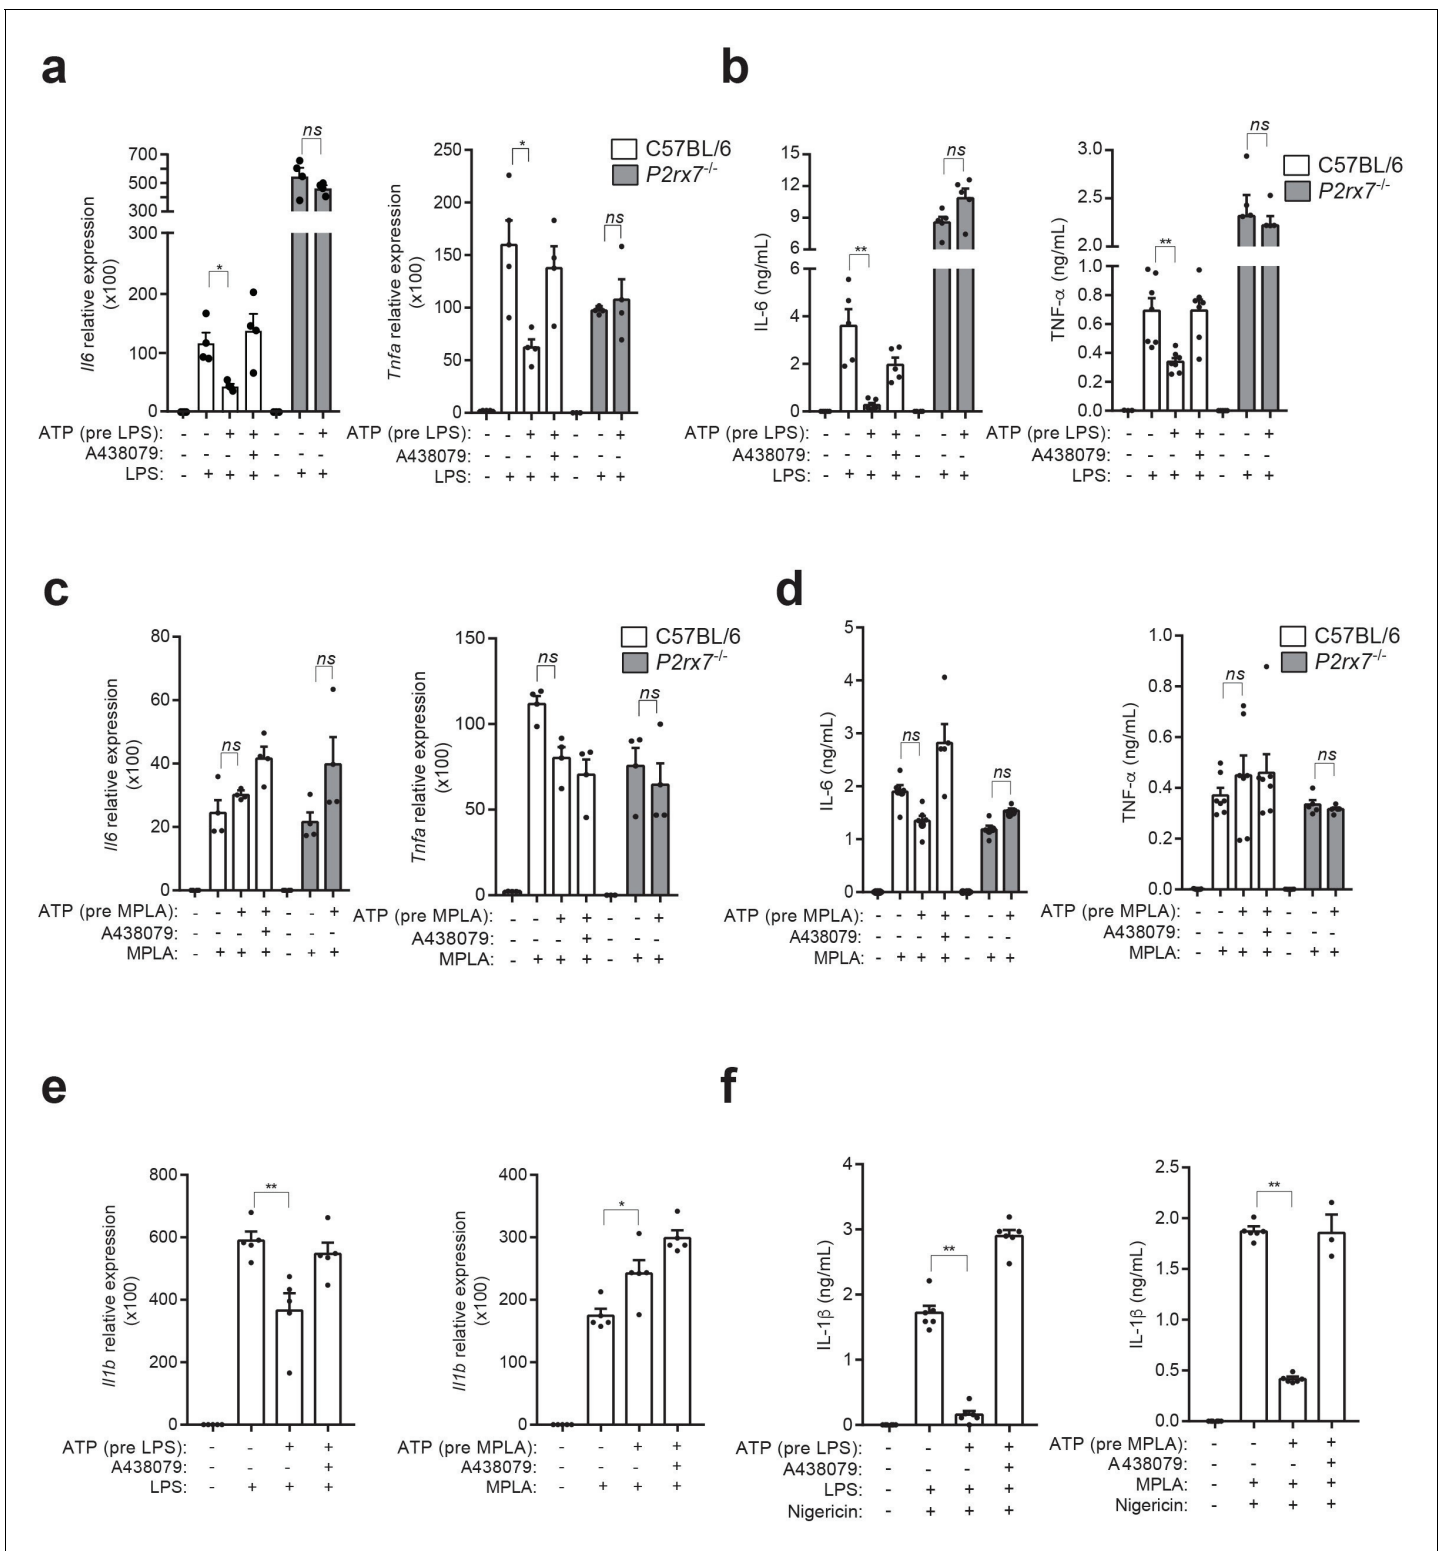 a
Il6 relative expression
(x100)
700
500
300
300
200
100
0
*
ns
ATP (pre LPS): - - + + - - +
A438079: - - - + - - -
LPS: - + + + - + +
Tnfa relative expression
(x100)
250
200
150
100
50
0
*
ns
C57BL/6
P2rx7-/-
ATP (pre LPS): - - + + - - +
A438079: - - - + - - -
LPS: - + + + - + +
b
IL-6 (ng/mL)
15
12
9
6
6
4
2
0
**
ns
ATP (pre LPS): - - + + - - +
A438079: - - - + - - -
LPS: - + + + - + +
TNF-α (ng/mL)
3.0
2.5
2.0
1.0
0.8
0.6
0.4
0.2
0.0
**
ns
C57BL/6
P2rx7-/-
ATP (pre LPS): - - + + - - +
A438079: - - - + - - -
LPS: - + + + - + +
c
Il6 relative expression
(x100)
80
60
40
20
0
ns
ns
ATP (pre MPLA): - - + + - - +
A438079: - - - + - - -
MPLA: - + + + - + +
Tnfa relative expression
(x100)
150
100
50
0
ns
ns
C57BL/6
P2rx7-/-
ATP (pre MPLA): - - + + - - +
A438079: - - - + - - -
MPLA: - + + + - + +
d
IL-6 (ng/mL)
5
4
3
2
1
0
ns
ns
ATP (pre MPLA): - - + + - - +
A438079: - - - + - - -
MPLA: - + + + - + +
TNF-α (ng/mL)
1.0
0.8
0.6
0.4
0.2
0.0
ns
ns
C57BL/6
P2rx7-/-
ATP (pre MPLA): - - + + - - +
A438079: - - - + - - -
MPLA: - + + + - + +
e
Il1b relative expression
(x100)
800
600
400
200
0
**
ATP (pre LPS): - - + +
A438079: - - - +
LPS: - + + +
Il1b relative expression
(x100)
400
300
200
100
0
*
ATP (pre MPLA): - - + +
A438079: - - - +
MPLA: - + + +
f
IL-1β (ng/mL)
4
3
2
1
0
**
ATP (pre LPS): - - + +
A438079: - - - +
LPS: - + + +
Nigericin: - + + +
IL-1β (ng/mL)
2.5
2.0
1.5
1.0
0.5
0.0
**
ATP (pre MPLA): - - + +
A438079: - - - +
MPLA: - + + +
Nigericin: - + + +